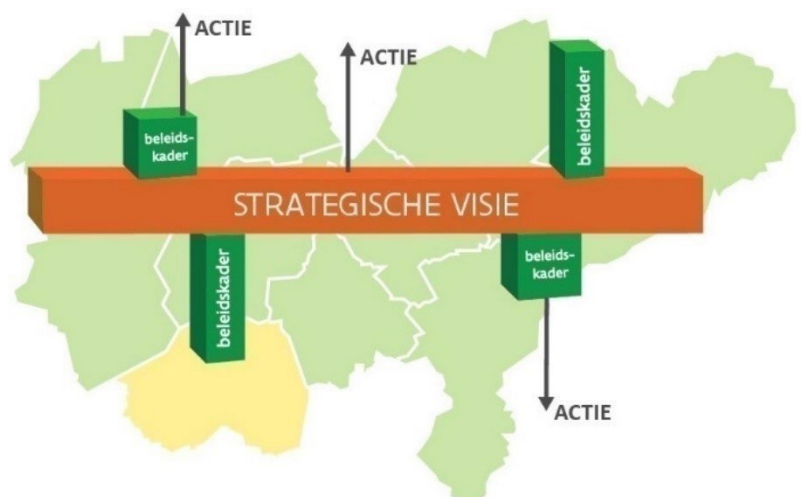 ACTIE
ACTIE
beleids-
kader
beleidskader
STRATEGISCHE VISIE
beleidskader
beleids-
kader
ACTIE